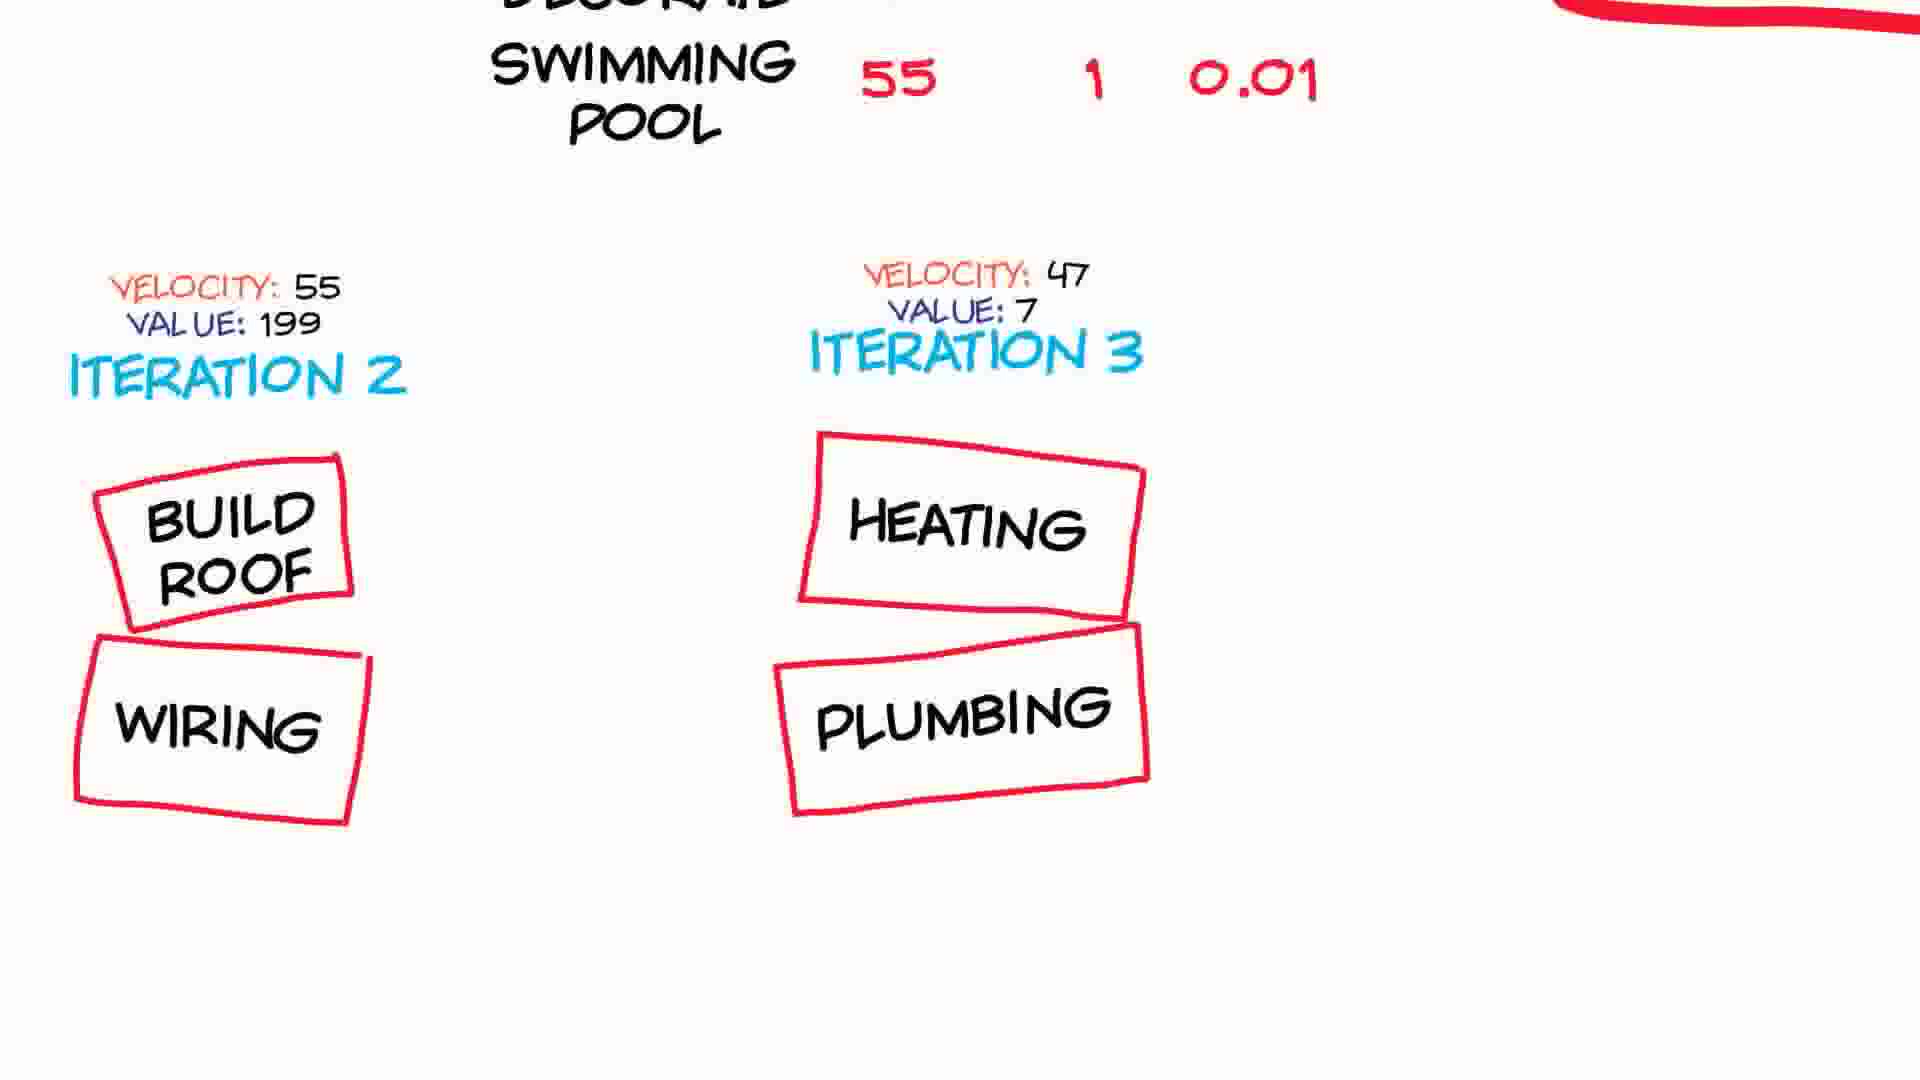 SWIMMING
POOL
55 1 0.01
VELOCITY: 55
VALUE: 199
ITERATION 2
BUILD
ROOF
WIRING
VELOCITY: 47
VALUE: 7
ITERATION 3
HEATING
PLUMBING